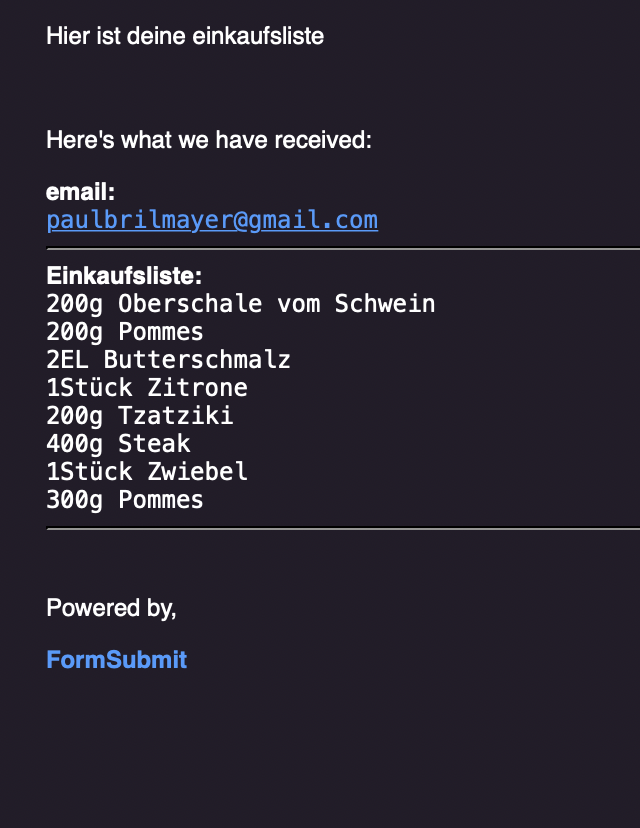 Hier ist deine einkaufsliste
Here's what we have received:
email:
paulbrilmayer@gmail.com
Einkaufsliste:
200g Oberschale vom Schwein
200g Pommes
2EL Butterschmalz
1Stück Zitrone
200g Tzatziki
400g Steak
1Stück Zwiebel
300g Pommes
Powered by,
FormSubmit